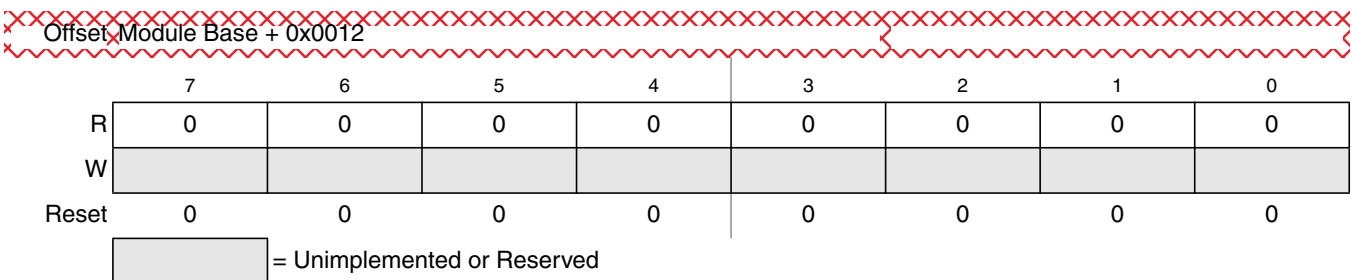 Offset Module Base + 0x0012
7 6 5 4 3 2 1 0
R 0 0 0 0 0 0 0 0
W
Reset 0 0 0 0 0 0 0 0
= Unimplemented or Reserved